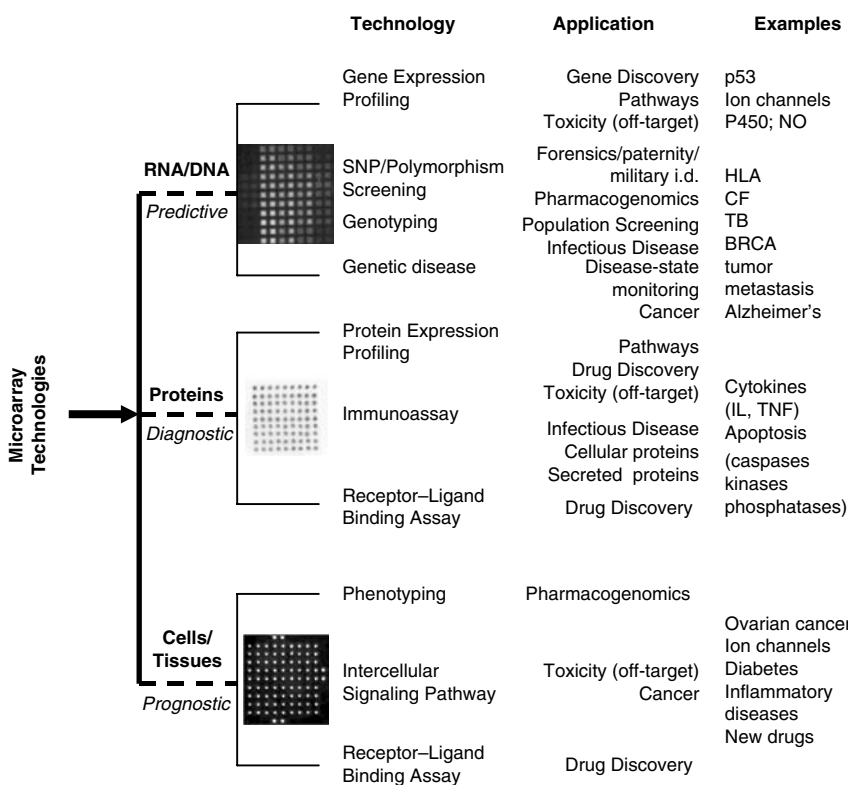 Technology
Application
Examples
Gene Expression
Profiling
Gene Discovery
Pathways
Toxicity (off-target)
p53
Ion channels
P450; NO
RNA/DNA
Predictive
SNP/Polymorphism
Screening
Genotyping
Genetic disease
Forensics/paternity/
military i.d.
Pharmacogenomics
Population Screening
Infectious Disease
Disease-state
monitoring
Cancer
HLA
CF
TB
BRCA
tumor
metastasis
Alzheimer's
Microarray
Technologies
Proteins
Diagnostic
Protein Expression
Profiling
Immunoassay
Receptor–Ligand
Binding Assay
Pathways
Drug Discovery
Toxicity (off-target)
Infectious Disease
Cellular proteins
Secreted proteins
Drug Discovery
Cytokines
(IL, TNF)
Apoptosis
(caspases
kinases
phosphatases)
Cells/
Tissues
Prognostic
Phenotyping
Intercellular
Signaling Pathway
Receptor–Ligand
Binding Assay
Pharmacogenomics
Toxicity (off-target)
Cancer
Drug Discovery
Ovarian cancer
Ion channels
Diabetes
Inflammatory
diseases
New drugs